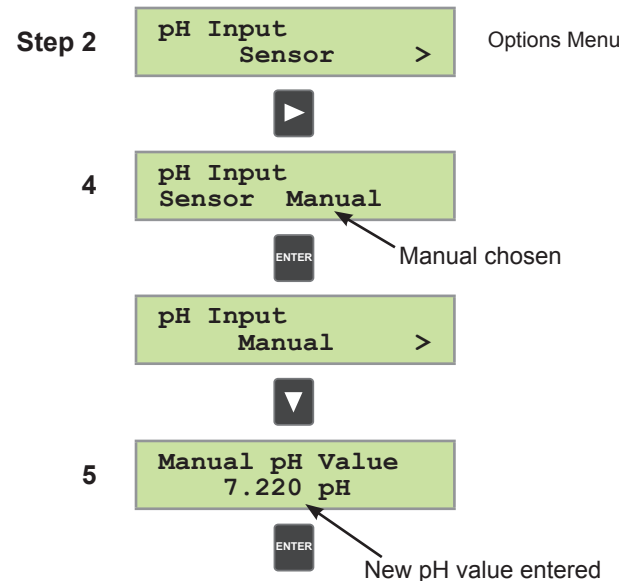 Step 2
pH Input
Sensor >
Options Menu
4
pH Input
Sensor Manual
Manual chosen
ENTER
pH Input
Manual >
5
Manual pH Value
7.220 pH
ENTER
New pH value entered